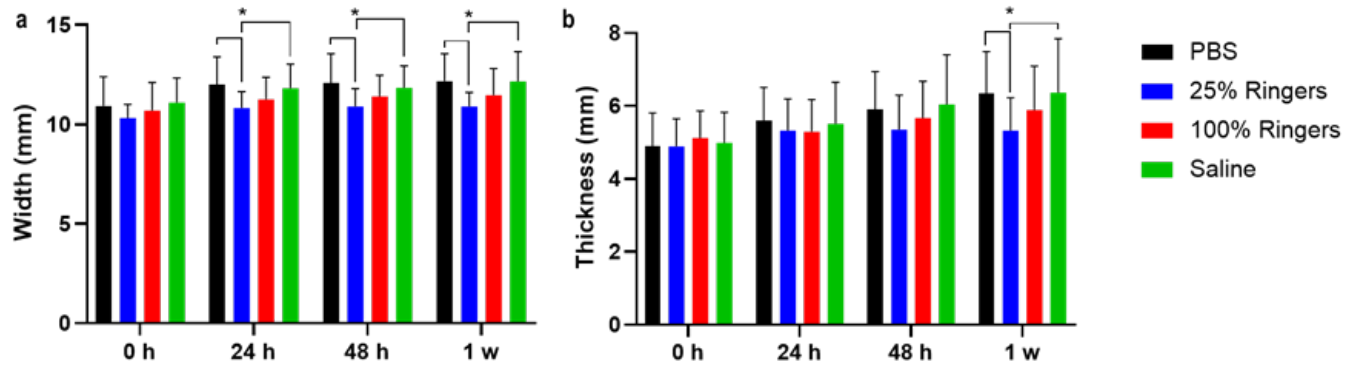 a
Width (mm)
15
10
5
0
* * *
0 h 24 h 48 h 1 w
b
Thickness (mm)
8
6
4
2
0
*
0 h 24 h 48 h 1 w
PBS
25% Ringers
100% Ringers
Saline